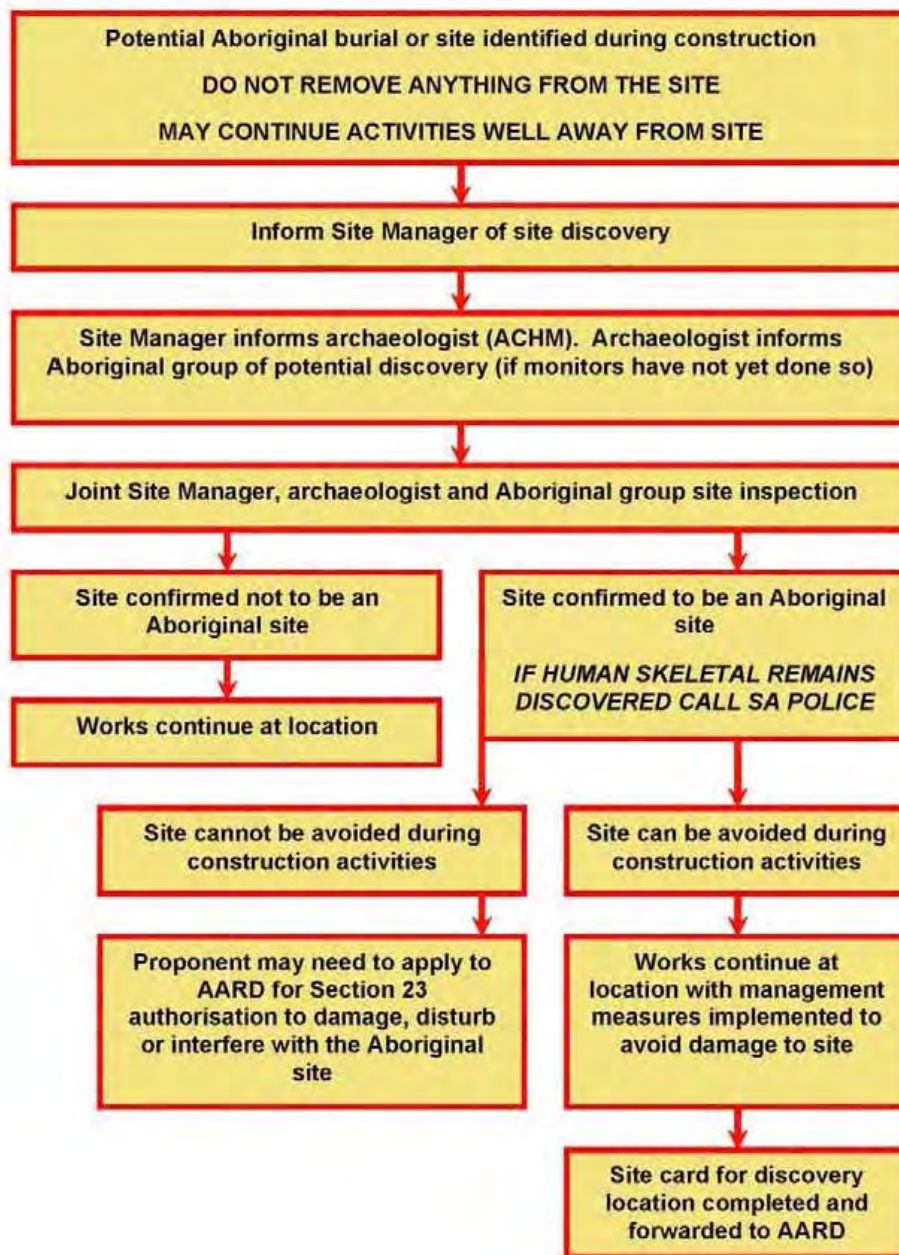 Potential Aboriginal burial or site identified during construction
DO NOT REMOVE ANYTHING FROM THE SITE
MAY CONTINUE ACTIVITIES WELL AWAY FROM SITE
Inform Site Manager of site discovery
Site Manager informs archaeologist (ACHM). Archaeologist informs
Aboriginal group of potential discovery (if monitors have not yet done so)
Joint Site Manager, archaeologist and Aboriginal group site inspection
Site confirmed not to be an
Aboriginal site
Works continue at location
Site confirmed to be an Aboriginal
site
IF HUMAN SKELETAL REMAINS
DISCOVERED CALL SA POLICE
Site cannot be avoided during
construction activities
Proponent may need to apply to
AARD for Section 23
authorisation to damage, disturb
or interfere with the Aboriginal
site
Site can be avoided during
construction activities
Works continue at
location with management
measures implemented to
avoid damage to site
Site card for discovery
location completed and
forwarded to AARD